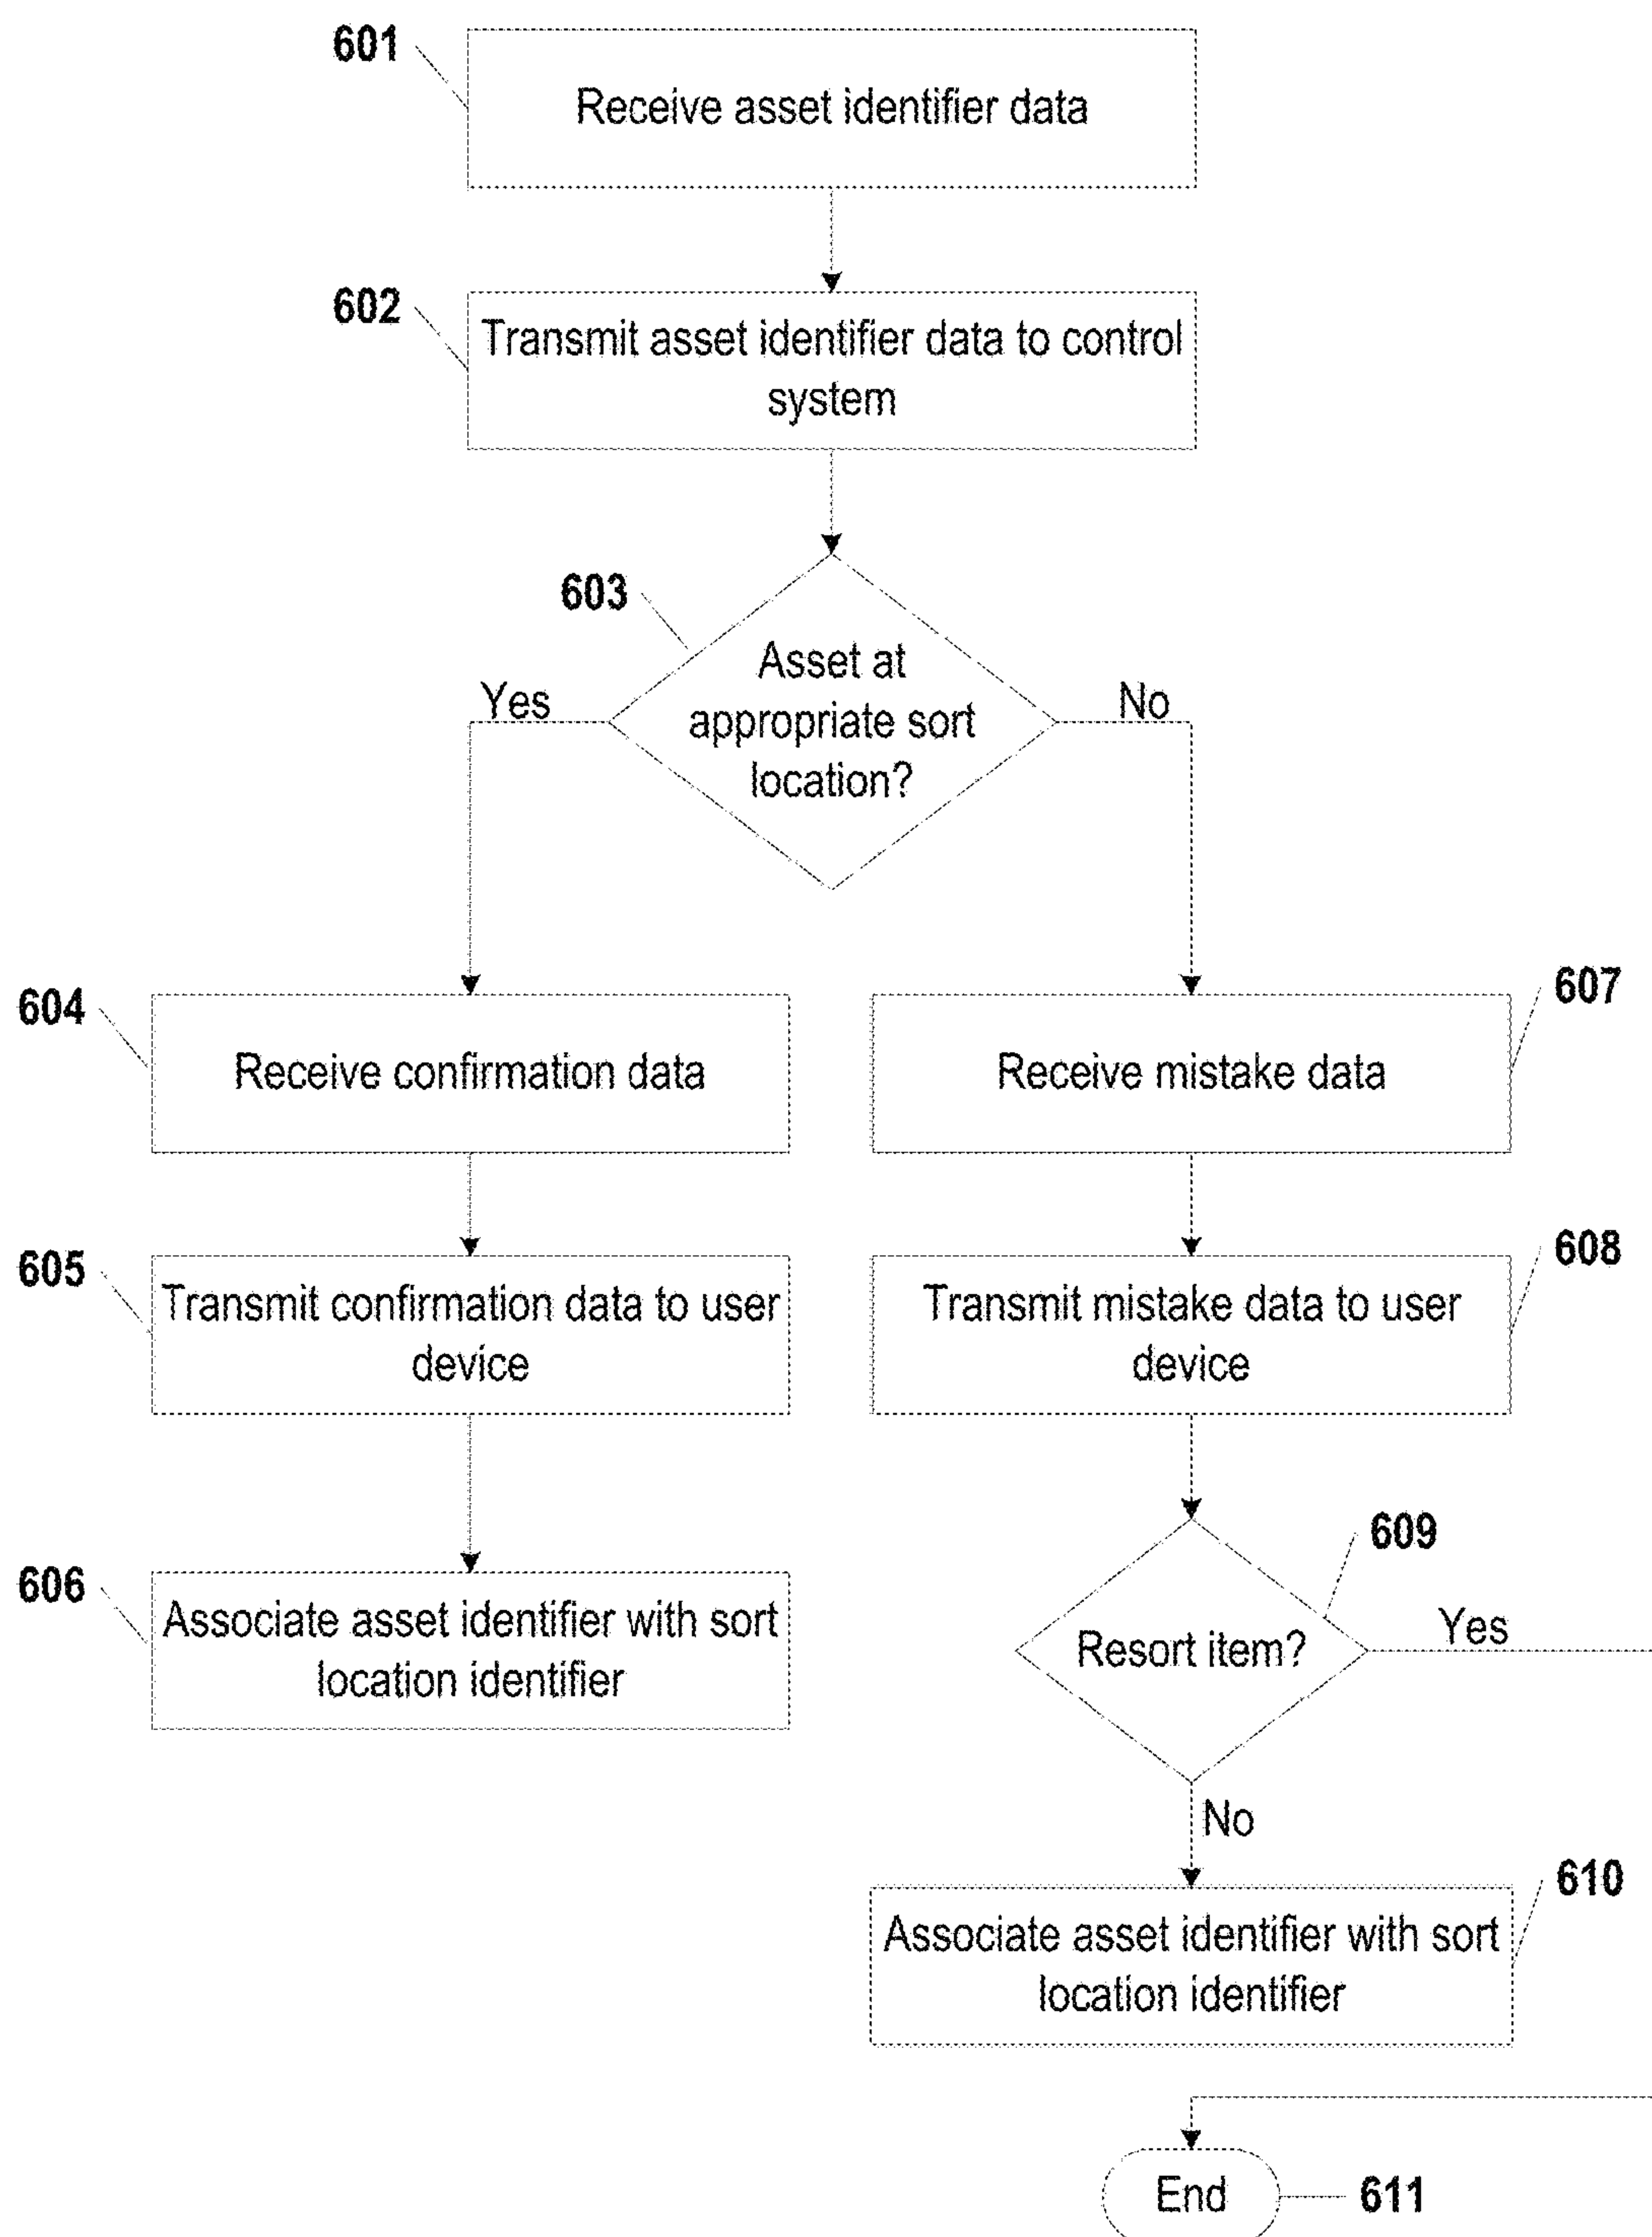 601
Receive asset identifier data
602
Transmit asset identifier data to control
system
603
Asset at
appropriate sort
location?
Yes
No
604
Receive confirmation data
607
Receive mistake data
605
Transmit confirmation data to user
device
608
Transmit mistake data to user
device
606
Associate asset identifier with sort
location identifier
609
Resort item?
Yes
No
610
Associate asset identifier with sort
location identifier
End
611